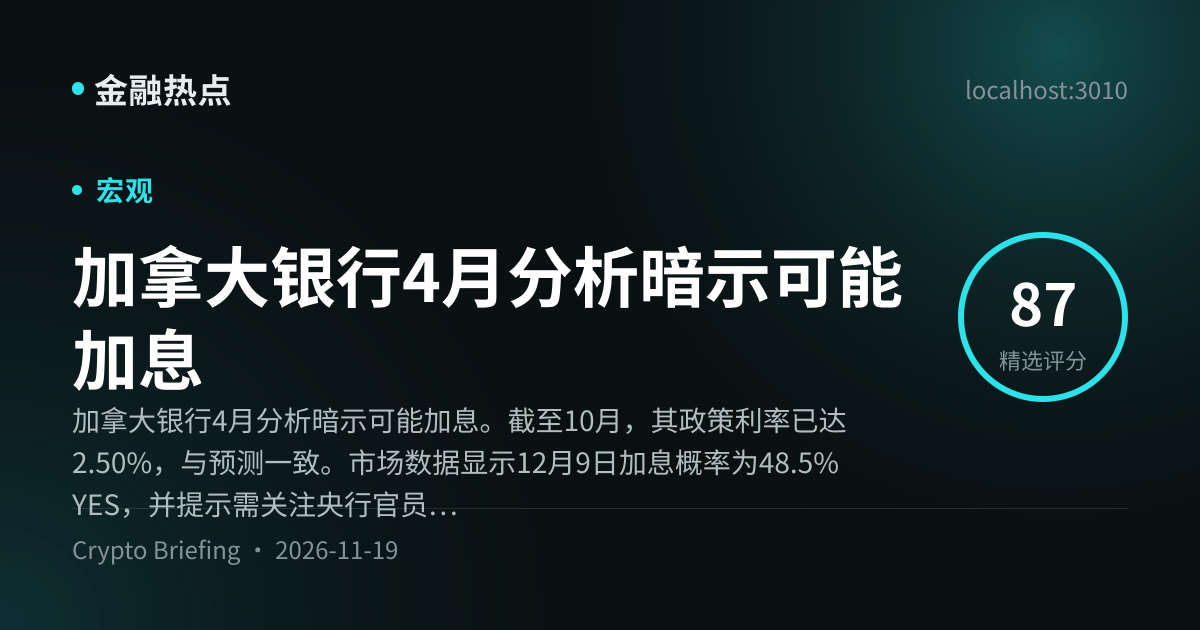 金融热点
localhost:3010
宏观
加拿大银行4月分析暗示可能
加息
87
精选评分
加拿大银行4月分析暗示可能加息。截至10月，其政策利率已达
2.50%，与预测一致。市场数据显示12月9日加息概率为48.5%
YES，并提示需关注央行官员…
Crypto Briefing · 2026-11-19